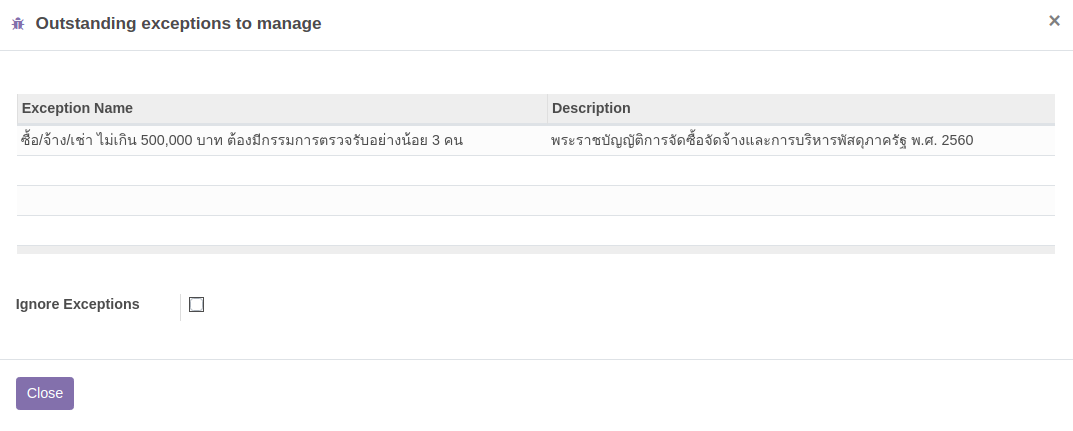 Outstanding exceptions to manage
×
Exception Name Description
ซื้อ/จ้าง/เช่า ไม่เกิน 500,000 บาท ต้องมีกรรมการตรวจรับอย่างน้อย 3 คน พระราชบัญญัติการจัดซื้อจัดจ้างและการบริหารพัสดุภาครัฐ พ.ศ. 2560
Ignore Exceptions
Close